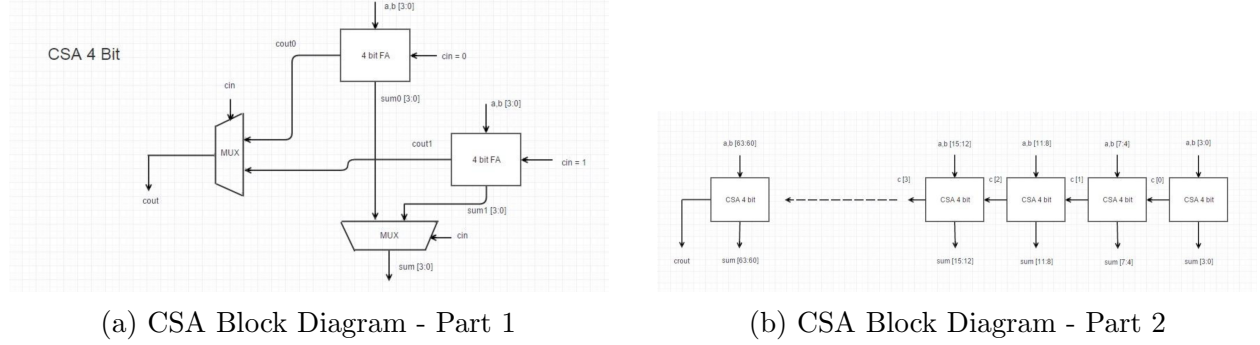 a,b [3:0]
CSA 4 Bit
cout0
4 bit FA
cin = 0
cin
sum0 [3:0]
a,b [3:0]
MUX
cout1
4 bit FA
cin = 1
cout
sum1 [3:0]
MUX
cin
sum [3:0]
(a) CSA Block Diagram - Part 1
a,b [63:60]
a,b [15:12]
a,b [11:8]
a,b [7:4]
a,b [3:0]
c [3]
c [2]
c [1]
c [0]
CSA 4 bit
CSA 4 bit
CSA 4 bit
CSA 4 bit
CSA 4 bit
crout
sum [63:60]
sum [15:12]
sum [11:8]
sum [7:4]
sum [3:0]
(b) CSA Block Diagram - Part 2